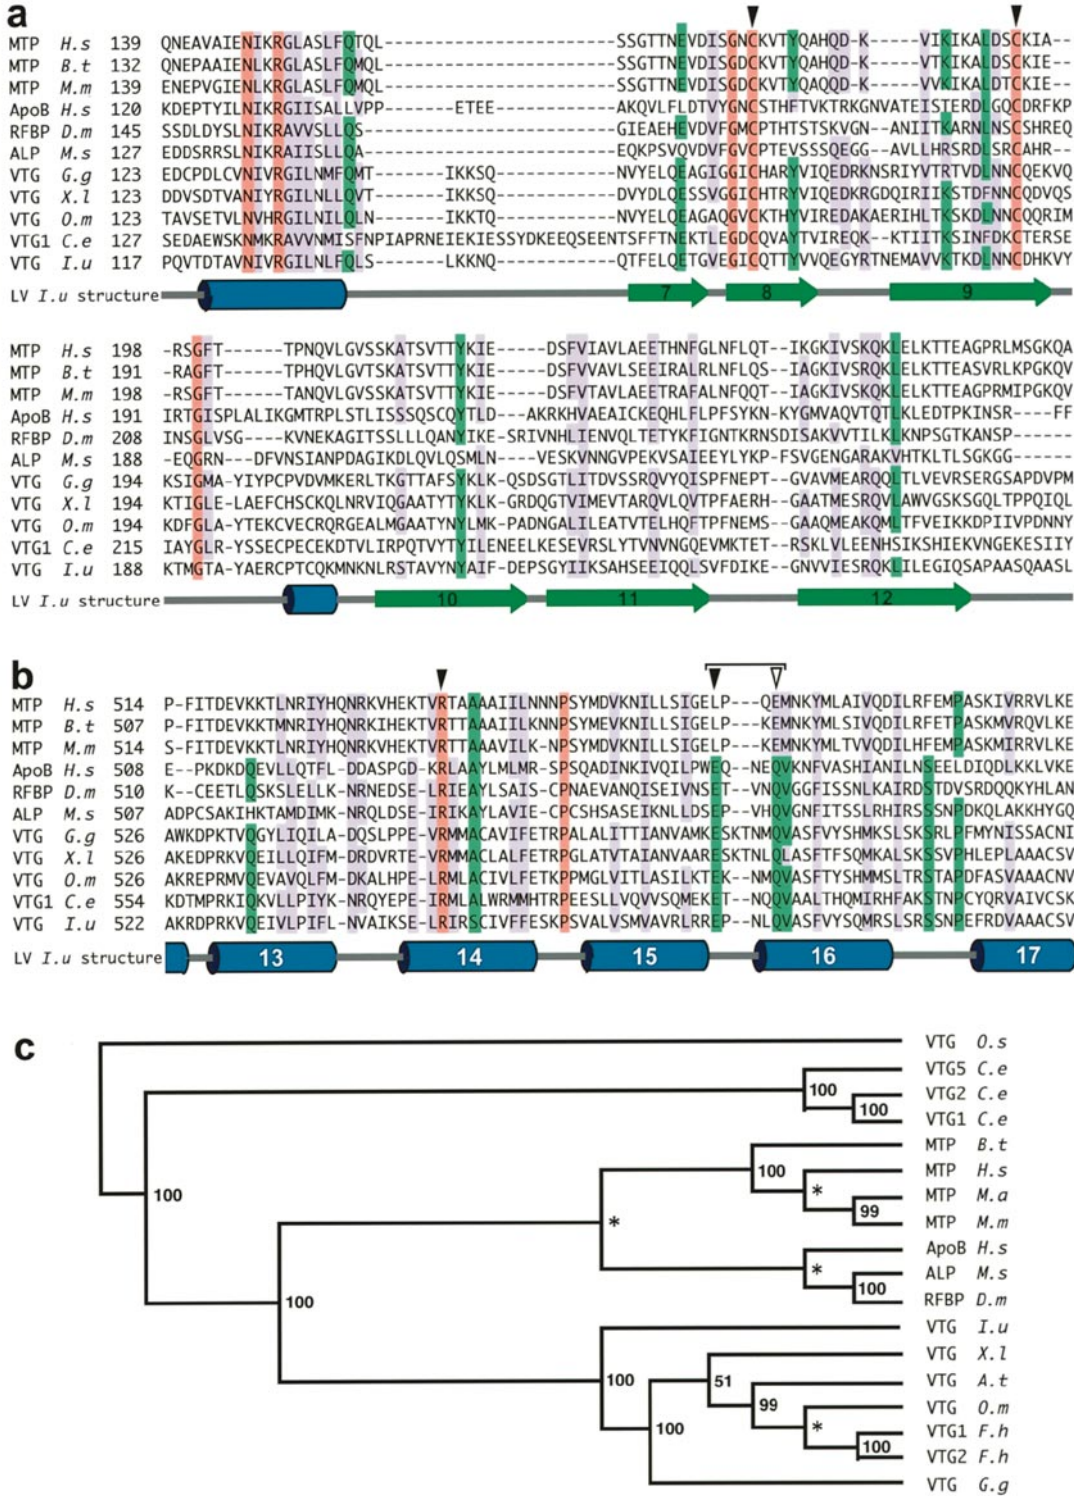 a
MTP H.s 139 QNEAVAIENIKRGLASLFQTQL--------------------------SSGTTNEVDISGNCKVTYQAHQD-K-----VIKIKALDSCKIA--
MTP B.t 132 QNEPAAIENLKRGLASLFQMQL--------------------------SSGTTNEVDISGDCKVTYQAHQD-K-----VTKIKALDSCKIE--
MTP M.m 139 ENEPVGIENLKRGLASLFQMQL--------------------------SSGTTNEVDISGDCKVTYQAQQD-K-----VVKIKALDTCKIE--
ApoB H.s 120 KDEPTYILNIKRGIISALLVPP--------ETEE--------------AKQVLFLDTVYGNCSTHFTVKTRKGNVATEISTERDLGQCDRFKP
RFBP D.m 145 SSDLDYSLNIKRAVVSLLQS----------------------------GIEAEHEVDVFGMCPTHTSTSKVGN--ANIITKARNLNSCSHREQ
ALP M.s 127 EDDSRRSLNIKRAIISLLQA----------------------------EQKPSVQVDVFGVCPTEVSSSQEGG--AVLLHRSRDLSRCAHR--
VTG G.g 123 EDCPDLCVNIYRGILNMFQMT--------IKKSQ--------------NVYELQEAGIGGICHARYVIQEDRKNSRIYVTRTVDLNNCQEKVQ
VTG X.l 123 DDVSDTVANIYRGILNLLQVT--------IKKSQ--------------DVYDLQESSVGGICHTRYVIQEDKRGDQIRIIKSTDFNNCQDVQS
VTG O.m 123 TAVSETVLNVHRGILNILQLN--------IKKTQ--------------NVYELQEAGAQGVCKTHYVIREDAKAERIHLTKSKDLNNCQQRIM
VTG1 C.e 127 SEDAEWSKNMKRAVVNMISFNPIAPRNEIEKIESSYDKEEQSEENTSFFTNEKTLEGDCQVAYTVIREQK--KTIITKSINFDKCTERSE
VTG I.u 117 PQVTDTAVNIVRGILNLFQLS--------LKKNQ--------------QTFELQETGVEGICQTTYVVQEGYRTNEMAVVKTKDLNNCDHKVY
LV I.u structure 7 8 9
MTP H.s 198 -RSGFT------TPNQVLGVSSKATSVTTYKIE-----DSFVIAVLAEETHNFGLNFLQT--IKGKIVSKQKLELKTTEAGPRLMSGKQA
MTP B.t 191 -RAGFT------TPHQVLGVTSKATSVTTYKIE-----DSFVVAVLSEEIRALRLNFLQS--IAGKIVSRQKLELKTTEASVRLKPGKQV
MTP M.m 198 -RSGFT------TANQVLGVSSKATSVTTYKIE-----DSFVTAVLAEETRALALNFQQT--IAGKIVSKQKLELKTTEAGPRMIPGKQV
ApoB H.s 191 IRTGISPLALIKGMTRPLSTLISSSQSCQYTLD---AKRKHVAEAICKEQHLFLPFSYKN-KYGMVAQVTQTLKLEDTPKINSR---FF
RFBP D.m 208 INSGLVSG----KVNEKAGITSSLLLQANYIKE-SRIVNHLIENVQLTETYKFIGNTKRNSDISAKVVTILKLKNPSGTKANSP------
ALP M.s 188 -EQGRN---DFVNSIANPDAGIKDLQVLQSMLN---VESKVNNGVPEKVSAIEEYLYKP-FSVGENGARAKVHTKLTLSGKGG------
VTG G.g 194 KSIGMA-YIYPCPVDVMKERLTKGTTAFSYKLK-QSDSGTLITDVSSRQVYQISPFNEPT--GVAVMEARQQLTLVEVRSERGSAPDVPM
VTG X.l 194 KTIGLE-LAEFCHSCKQLNRVIQGAATYTYKLK-GRDQGTVIMEVTARQVLQVTPFAERH--GAATMESRQVLAWVGSKSGQLTPPQIQL
VTG O.m 194 KDFGLA-YTEKCVECRQRGEALMGAATYNYLMK-PADNGALILEATVTELHQFTPFNEMS--GAAQMEAKQMLTFVEIKKDPIIVPDNNY
VTG1 C.e 215 IAYGLR-YSSECPECEKDTVLIRPQTVYTYILENEELKESEVRSLYTVNVNGQEVMKTET--RSKLVLEENHSIKSHIEKVNGEKESIIY
VTG I.u 188 KTMGTA-YAERCPTCQKMNKNLRSTAVYNYAIF-DEPSGYIIKSAHSEEIQQLSVFDIKE--GNVVIESRQKLILEGIQSAPAASQAASL
LV I.u structure 10 11 12
b
MTP H.s 514 P-FITDEVKKTLNRIYHQNRKVHEKTVRTAAAAIILNNNPSYMDVKNILLSIGELP---QEMNKYMLAIVQDILRFEMPASKIVRRVLKE
MTP B.t 507 P-FITDEVKKTLNRIYHQNRKVHEKTVRTTAAAIILNNNPSYMEVKNILLSIGELP---KEMNKYMLSIVQDILRFETPASKMVRQVLKE
MTP M.m 514 S-FITDEVKKTLNRIYHQNRKVHEKTVRTTAAAVILK-NPSYMDVKNILLSIGELP---KEMNKYMLTVVQDILHFEMPASKMIRRVLKE
ApoB H.s 508 E--PKDKDQEVLLQTFL-DDASPGD-KRLAAYLMLMR-SPSQADINKIVQILPWEQ---NEQVKNFVASHIANILNSEELDIQDLKKLVKE
RFBP D.m 510 K--CEETLQSKSLELLK-NRNEDSE-LRIEAYLSAIS-CPNAEVANQISEIVNSET---VNQVGGFISSNLKAIRDSTDVSRDQQKYHLAN
ALP M.s 507 ADPCSAKIHKTAMDIMK-NRQLDSE-IRIKAYLAVIE-CPCSHSASEIKNLLDSE---PVHQVGNFITSSLRHIRSSSNPDKQLAKKHYGQ
VTG G.g 526 AWKDPKTVQGYLIQILA-DQSLPPE-VRMMACAVIFETRPALALITTIANVAMKESKTNMQVASFVYSHMKSLSKSRLPFMYNISSACNI
VTG X.l 526 AKEDPRKVQEILLQIFM-DRDVRTE-VRMMACLALFETRPGLATVTAIANVAARESKTNLQLASFTFSQMKALSKSSVPHLEPLAAACSV
VTG O.m 526 AKREPRMVQEVAVQLFM-DKALHPE-LRMLACIVLFETKPPMGLVITLASILKTEK---NMQVASFTYSHMMSLTRSTAPDFASVAAACNV
VTG1 C.e 554 KDTMPRKIQKVLLPIYK-NRQYEPE-IRMLALWRMMHTRPEESLLVQVVSQMEKET---NQQVAALTHQMIRHFAKSTNPCYQRVAIVCSK
VTG I.u 522 AKRDPRKVQEIVLPIFL-NVAIKSE-LRIRSCIVFFESKPSVALVSMVAVRLRREP---NLQVASFVYSQMRSLSRSSNPEFRDVAAACSV
LV I.u structure 13 14 15 16 17
c
VTG O.s
VTG5 C.e
100
VTG2 C.e
100
VTG1 C.e
MTP B.t
100
MTP H.s
100
*
MTP M.a
99
MTP M.m
*
ApoB H.s
*
ALP M.s
100
RFBP D.m
100
VTG I.u
VTG X.l
100
51
VTG A.t
99
VTG O.m
100
*
VTG1 F.h
100
VTG2 F.h
VTG G.g